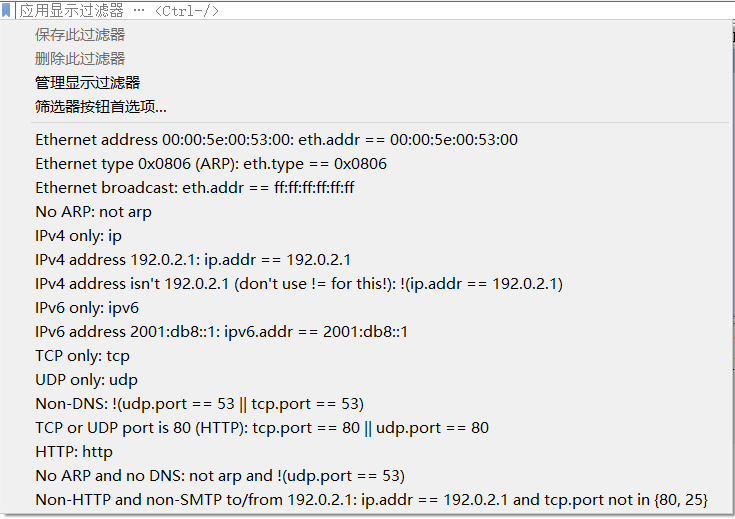 应用显示过滤器 … <Ctrl-/>
保存此过滤器
删除此过滤器
管理显示过滤器
筛选器按钮首选项...
Ethernet address 00:00:5e:00:53:00: eth.addr == 00:00:5e:00:53:00
Ethernet type 0x0806 (ARP): eth.type == 0x0806
Ethernet broadcast: eth.addr == ff:ff:ff:ff:ff:ff
No ARP: not arp
IPv4 only: ip
IPv4 address 192.0.2.1: ip.addr == 192.0.2.1
IPv4 address isn't 192.0.2.1 (don't use != for this!): !(ip.addr == 192.0.2.1)
IPv6 only: ipv6
IPv6 address 2001:db8::1: ipv6.addr == 2001:db8::1
TCP only: tcp
UDP only: udp
Non-DNS: !(udp.port == 53 || tcp.port == 53)
TCP or UDP port is 80 (HTTP): tcp.port == 80 || udp.port == 80
HTTP: http
No ARP and no DNS: not arp and !(udp.port == 53)
Non-HTTP and non-SMTP to/from 192.0.2.1: ip.addr == 192.0.2.1 and tcp.port not in {80, 25}